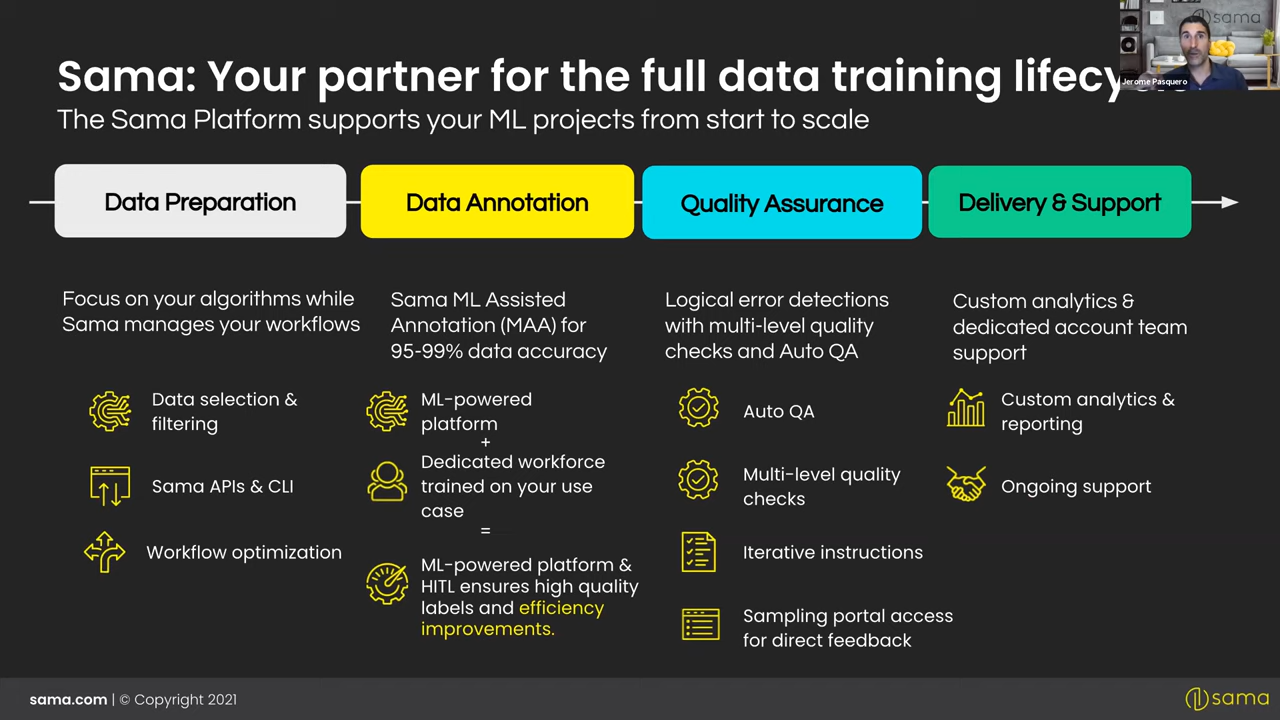 sama
Jerome Pasquero
Sama: Your partner for the full data training
The Sama Platform supports your ML projects from start to scale
Data Preparation
Data Annotation
Quality Assurance
Delivery & Support
Focus on your algorithms while
Sama manages your workflows
Data selection &
filtering
Sama APIs & CLI
Workflow optimization
Sama ML Assisted
Annotation (MAA) for
95-99% data accuracy
ML-powered
platform
+
Dedicated workforce
trained on your use
case
=
ML-powered platform &
HITL ensures high quality
labels and efficiency
improvements.
Logical error detections
with multi-level quality
checks and Auto QA
Auto QA
Multi-level quality
checks
Iterative instructions
Sampling portal access
for direct feedback
Custom analytics &
dedicated account team
support
Custom analytics &
reporting
Ongoing support
sama.com | © Copyright 2021
sama